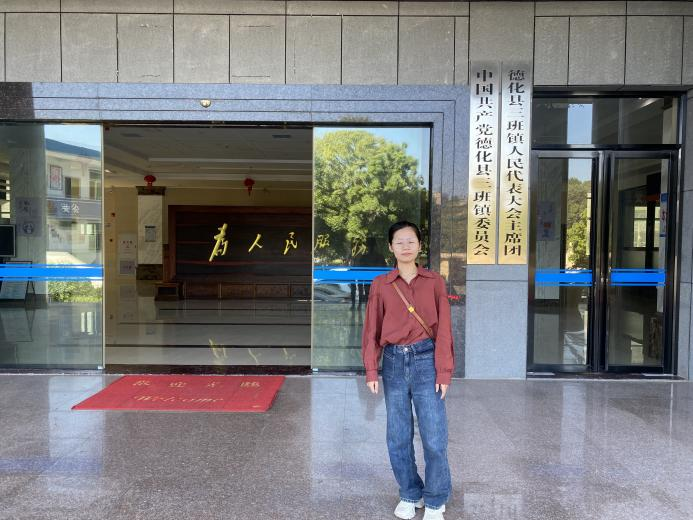 中国共产党德化县三班镇委员会
德化县三班镇人民代表大会主席团
为人民服务
欢迎光临
Welcome